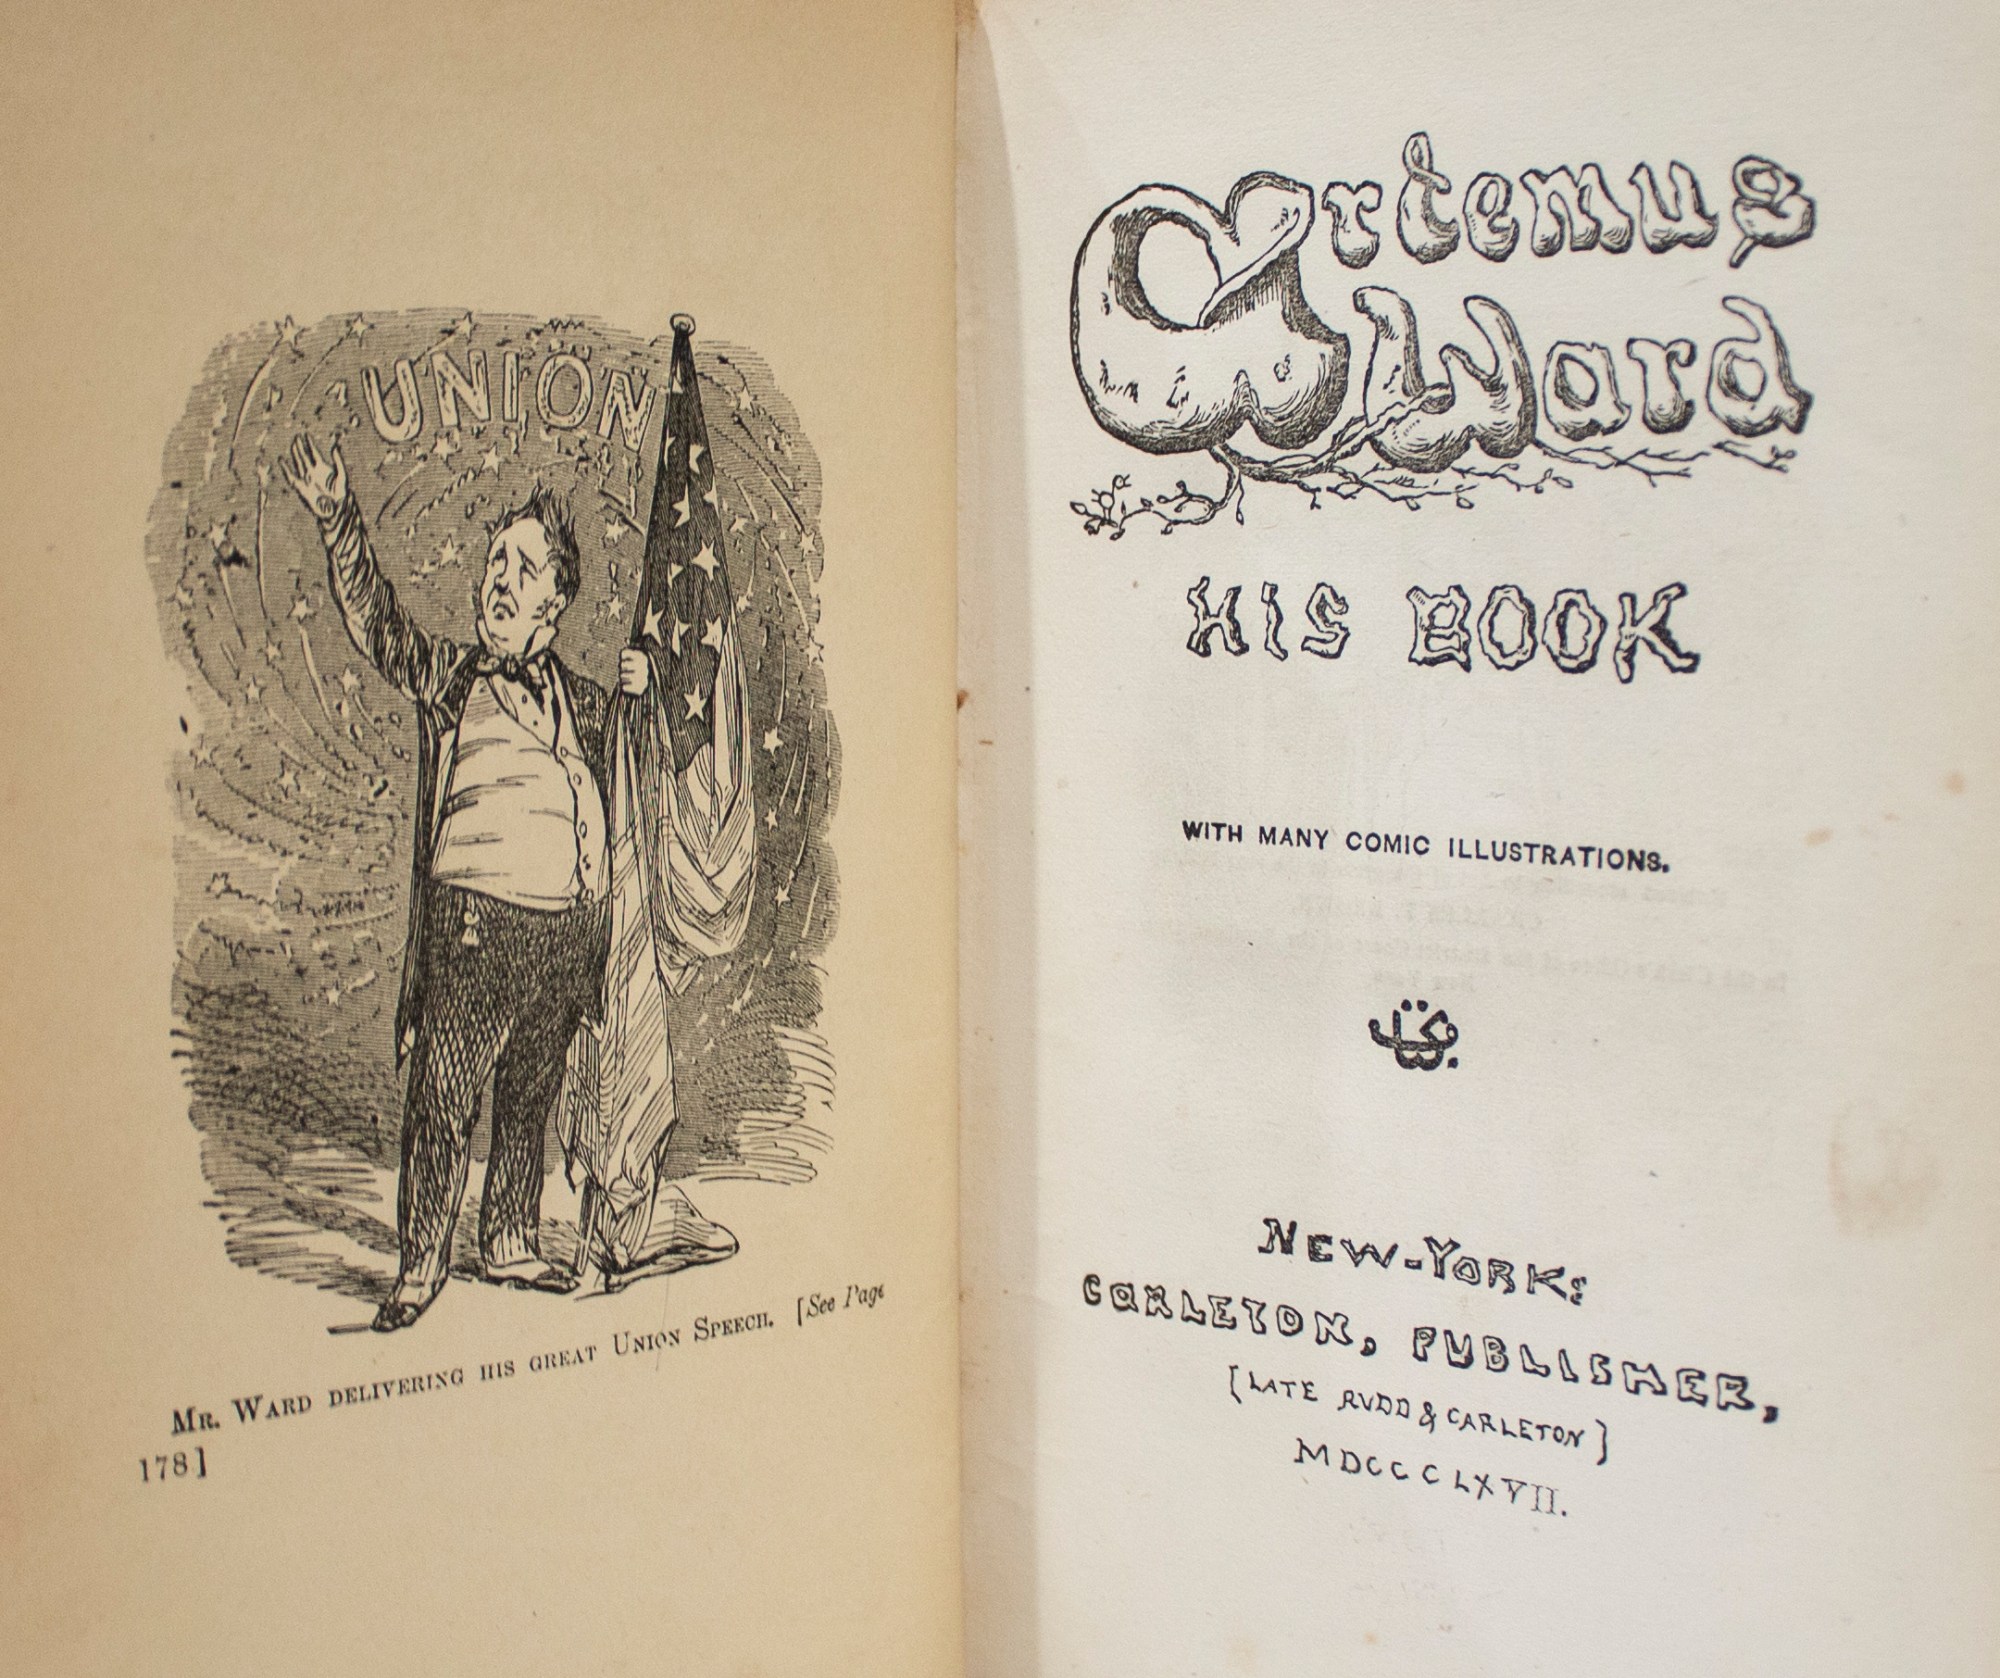 UNION
MR. WARD DELIVERING HIS GREAT UNION SPEECH. [See Page
178]
Artemus
Ward
HIS BOOK
WITH MANY COMIC ILLUSTRATIONS.
NEW-YORK:
CARLETON, PUBLISHER,
[LATE RUDD & CARLETON]
MDCCCCLXVII.